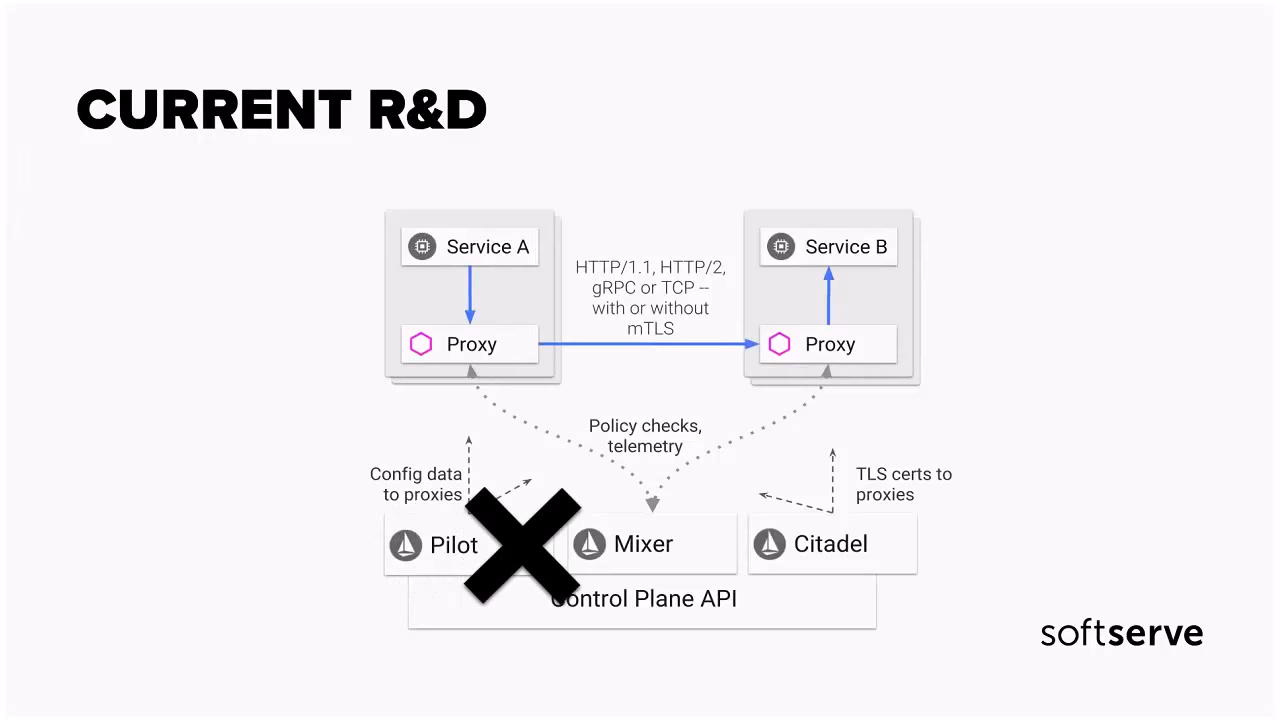 CURRENT R&D
Service A
Service B
HTTP/1.1, HTTP/2,
gRPC or TCP --
with or without
mTLS
Proxy
Proxy
Policy checks,
telemetry
Config data
to proxies
TLS certs to
proxies
Pilot
Mixer
Citadel
Control Plane API
softserve